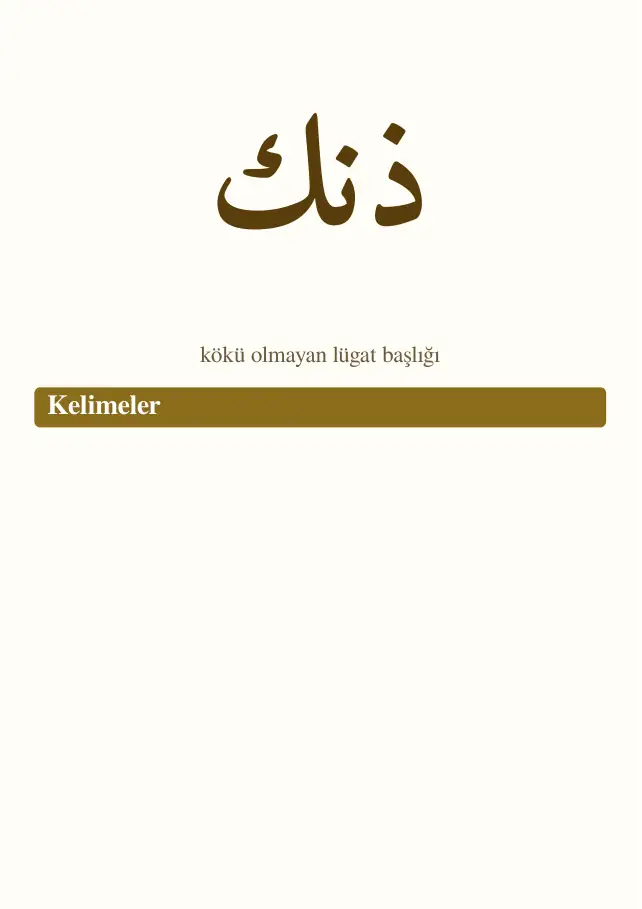 ذنك
kökü olmayan lügat başlığı
Kelimeler